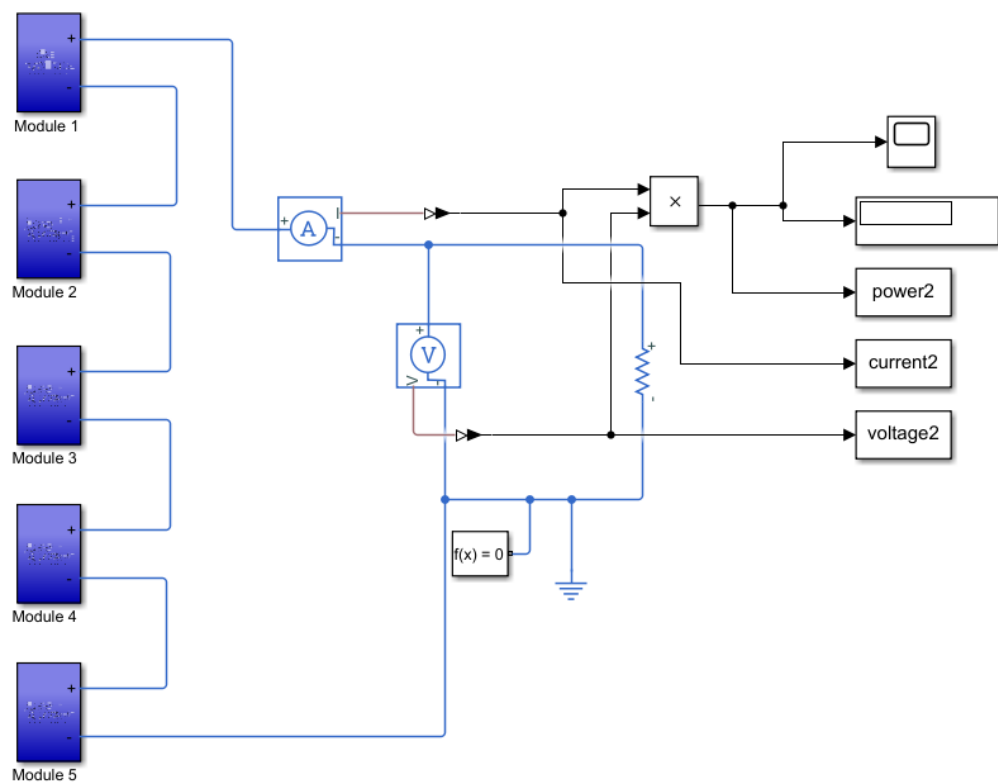 +
-
Module 1
+
-
Module 2
+
-
Module 3
+
-
Module 4
+
-
Module 5
+
A
I
-
+
V
V
-
×
+
-
f(x) = 0
power2
current2
voltage2